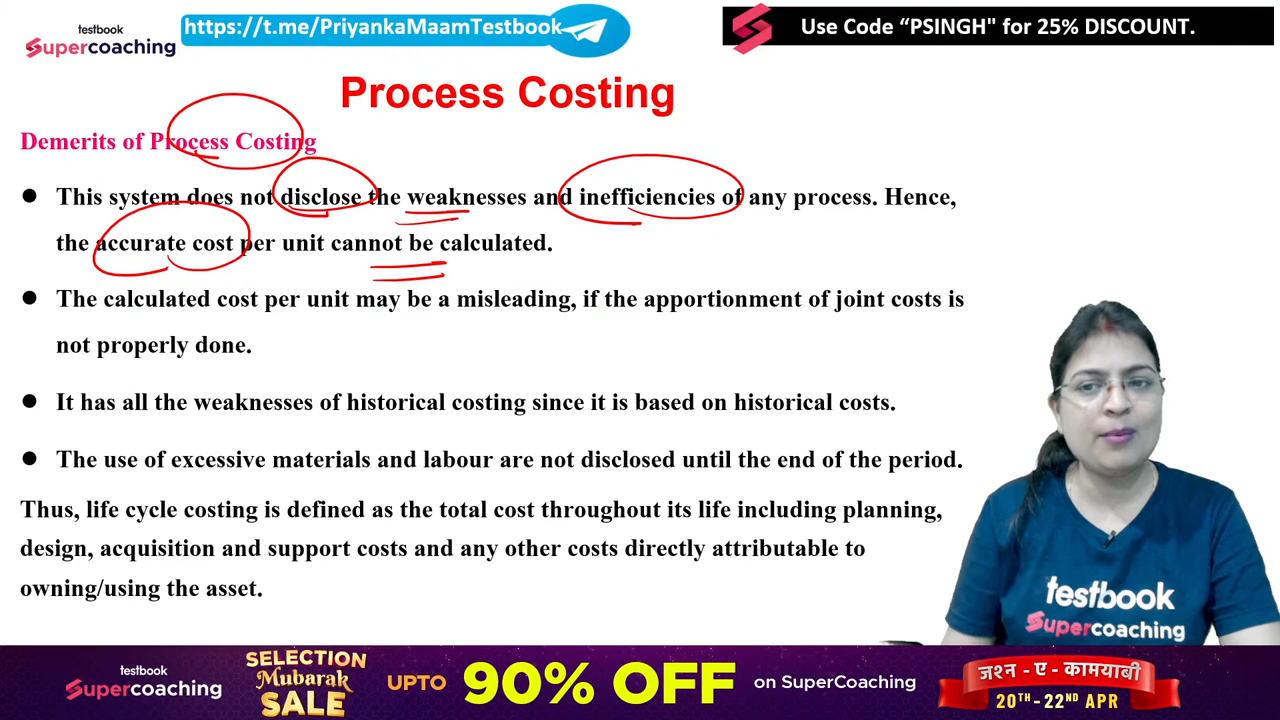 testbook
Supercoaching
https://t.me/PriyankaMaamTestbook
Use Code “PSINGH" for 25% DISCOUNT.
Process Costing
Demerits of Process Costing
● This system does not disclose the weaknesses and inefficiencies of any process. Hence,
the accurate cost per unit cannot be calculated.
● The calculated cost per unit may be a misleading, if the apportionment of joint costs is
not properly done.
● It has all the weaknesses of historical costing since it is based on historical costs.
● The use of excessive materials and labour are not disclosed until the end of the period.
Thus, life cycle costing is defined as the total cost throughout its life including planning,
design, acquisition and support costs and any other costs directly attributable to
owning/using the asset.
testbook
Supercoaching
testbook
Supercoaching
SELECTION
Mubarak
SALE
UPTO 90% OFF on SuperCoaching
जश्न - ए - कामयाबी
20TH-22ND APR